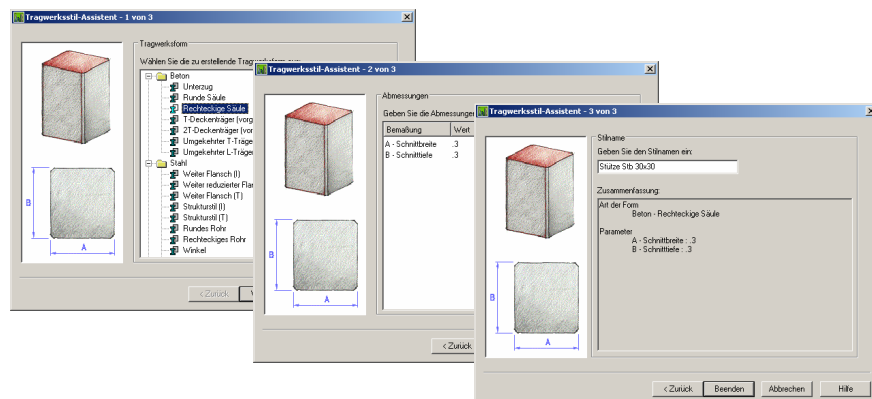 Tragwerksstil-Assistent - 1 von 3
Tragwerksform
Wählen Sie die zu erstellende
Beton
Unterzug
Runde Säule
Rechteckige Säule
T-Deckenträger (vorg
2T-Deckenträger (vor
Umgekehrter T-Träge
Umgekehrter L-Träge
Stahl
Weiter Flansch (I)
Weiter reduzierter Flar
Weiter Flansch (T)
Strukturstil (I)
Strukturstil (T)
Rundes Rohr
Rechteckiges Rohr
Winkel
B
A
< Zurück
Tragwerksstil-Assistent - 2 von 3
Abmessungen
Geben Sie die Abmessungen
Bemaßung Wert
A - Schnittbreite .3
B - Schnitttiefe .3
B
A
< Zurück
Tragwerksstil-Assistent - 3 von 3
Stilname
Geben Sie den Stilnamen ein:
Stütze Stb 30x30
Zusammenfassung:
Art der Form
Beton - Rechteckige Säule
Parameter
A - Schnittbreite : .3
B - Schnitttiefe : .3
B
A
< Zurück Beenden Abbrechen Hilfe